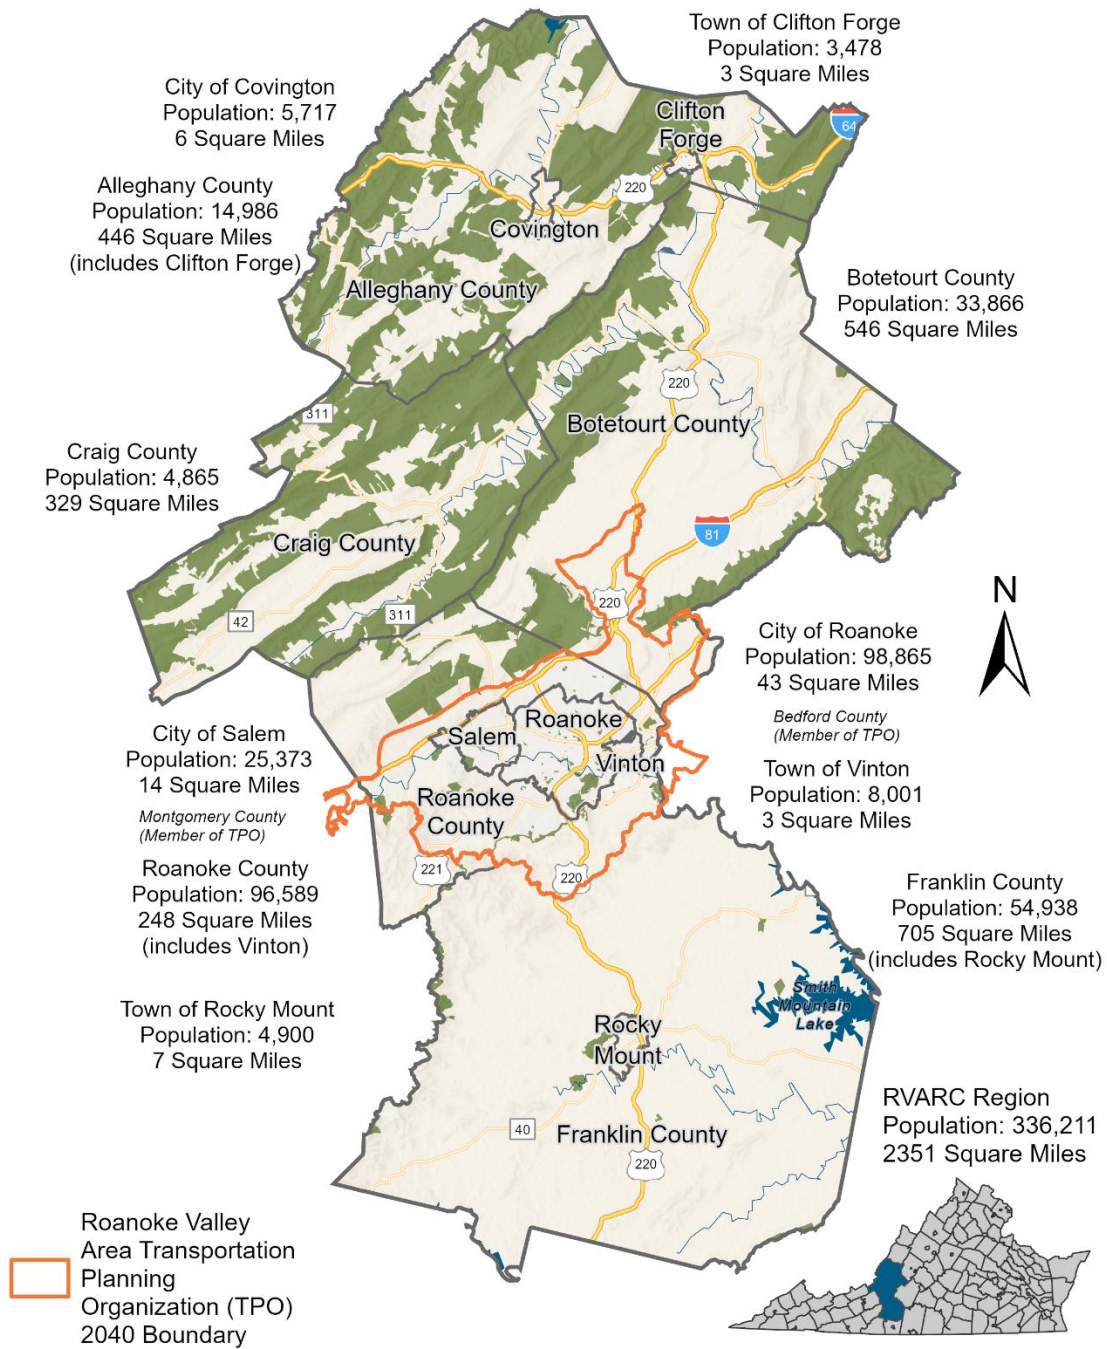 Town of Clifton Forge
Population: 3,478
3 Square Miles
City of Covington
Population: 5,717
6 Square Miles
Clifton
Forge
64
Alleghany County
Population: 14,986
446 Square Miles
(includes Clifton Forge)
220
Covington
Alleghany County
Botetourt County
Population: 33,866
546 Square Miles
220
311
Botetourt County
Craig County
Population: 4,865
329 Square Miles
81
Craig County
220
42
311
N
City of Roanoke
Population: 98,865
43 Square Miles
Bedford County
(Member of TPO)
Roanoke
Salem
Vinton
City of Salem
Population: 25,373
14 Square Miles
Town of Vinton
Population: 8,001
3 Square Miles
Montgomery County
(Member of TPO)
Roanoke
County
Roanoke County
Population: 96,589
248 Square Miles
(includes Vinton)
221
220
Franklin County
Population: 54,938
705 Square Miles
(includes Rocky Mount)
Smith
Mountain
Lake
Town of Rocky Mount
Population: 4,900
7 Square Miles
Rocky
Mount
40
Franklin County
220
RVARC Region
Population: 336,211
2351 Square Miles
Roanoke Valley
Area Transportation
Planning
Organization (TPO)
2040 Boundary